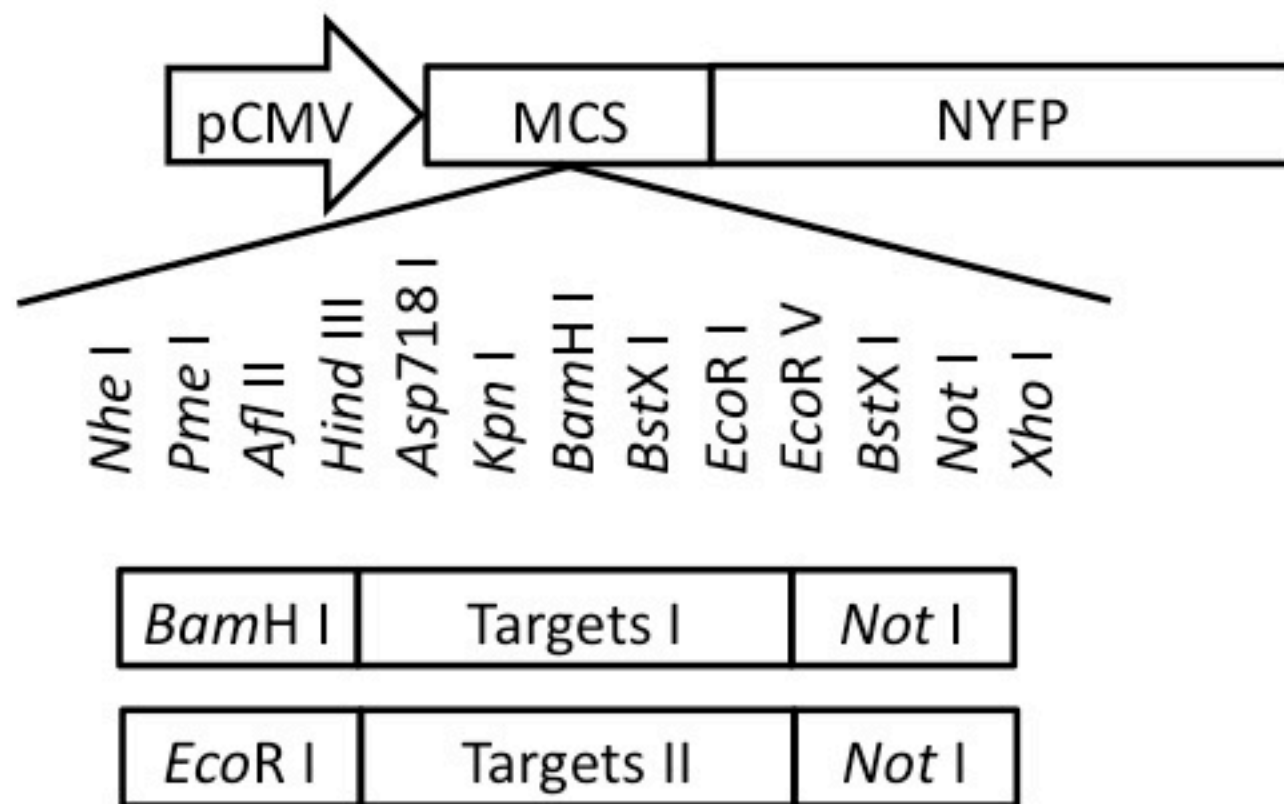 pCMV MCS NYFP
Nhe I
Pme I
Afl II
Hind III
Asp718 I
Kpn I
BamH I
BstX I
EcoR I
EcoR V
BstX I
Not I
Xho I
BamH I Targets I Not I
EcoR I Targets II Not I